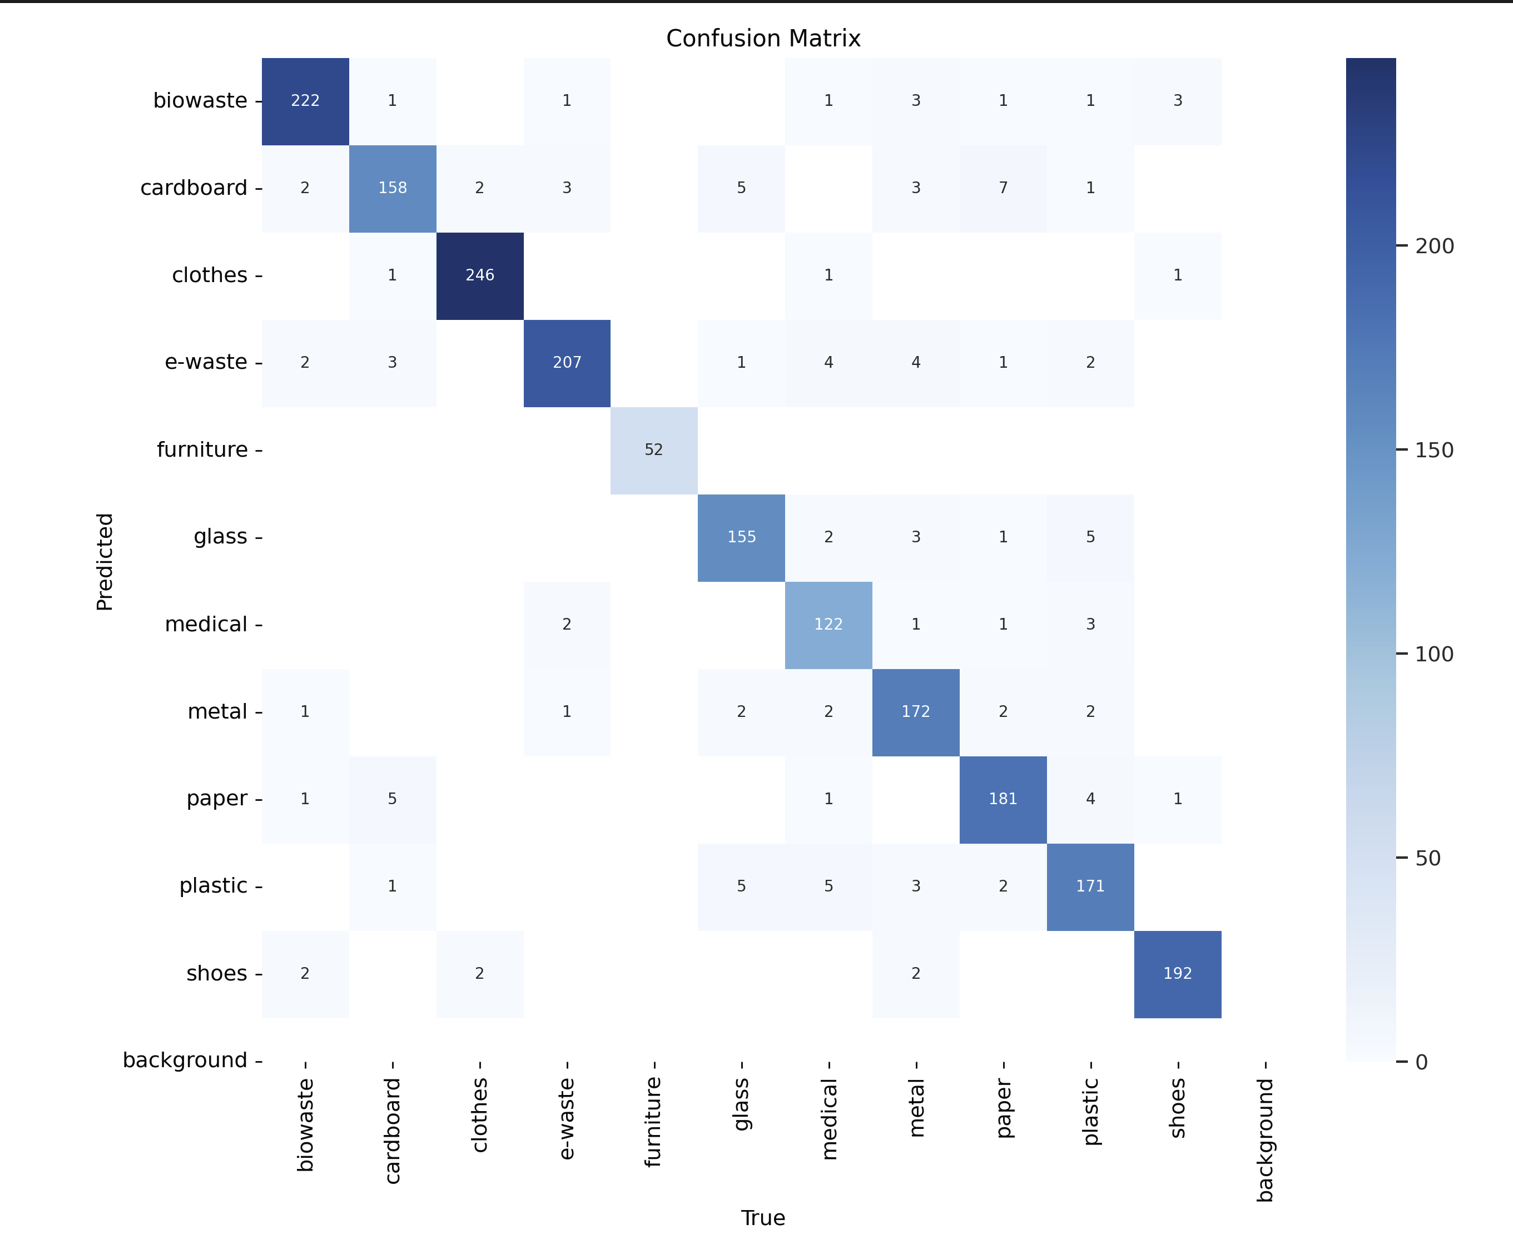 Confusion Matrix
biowaste 222 1 1 1 3 1 1 3
cardboard 2 158 2 3 5 3 7 1
clothes 1 246 1 1
e-waste 2 3 207 1 4 4 1 2
furniture 52
glass 155 2 3 1 5
medical 2 122 1 1 3
metal 1 1 2 2 172 2 2
paper 1 5 1 181 4 1
plastic 1 5 5 3 2 171
shoes 2 2 2 192
background
Predicted
biowaste cardboard clothes e-waste furniture glass medical metal paper plastic shoes background
True
200
150
100
50
0